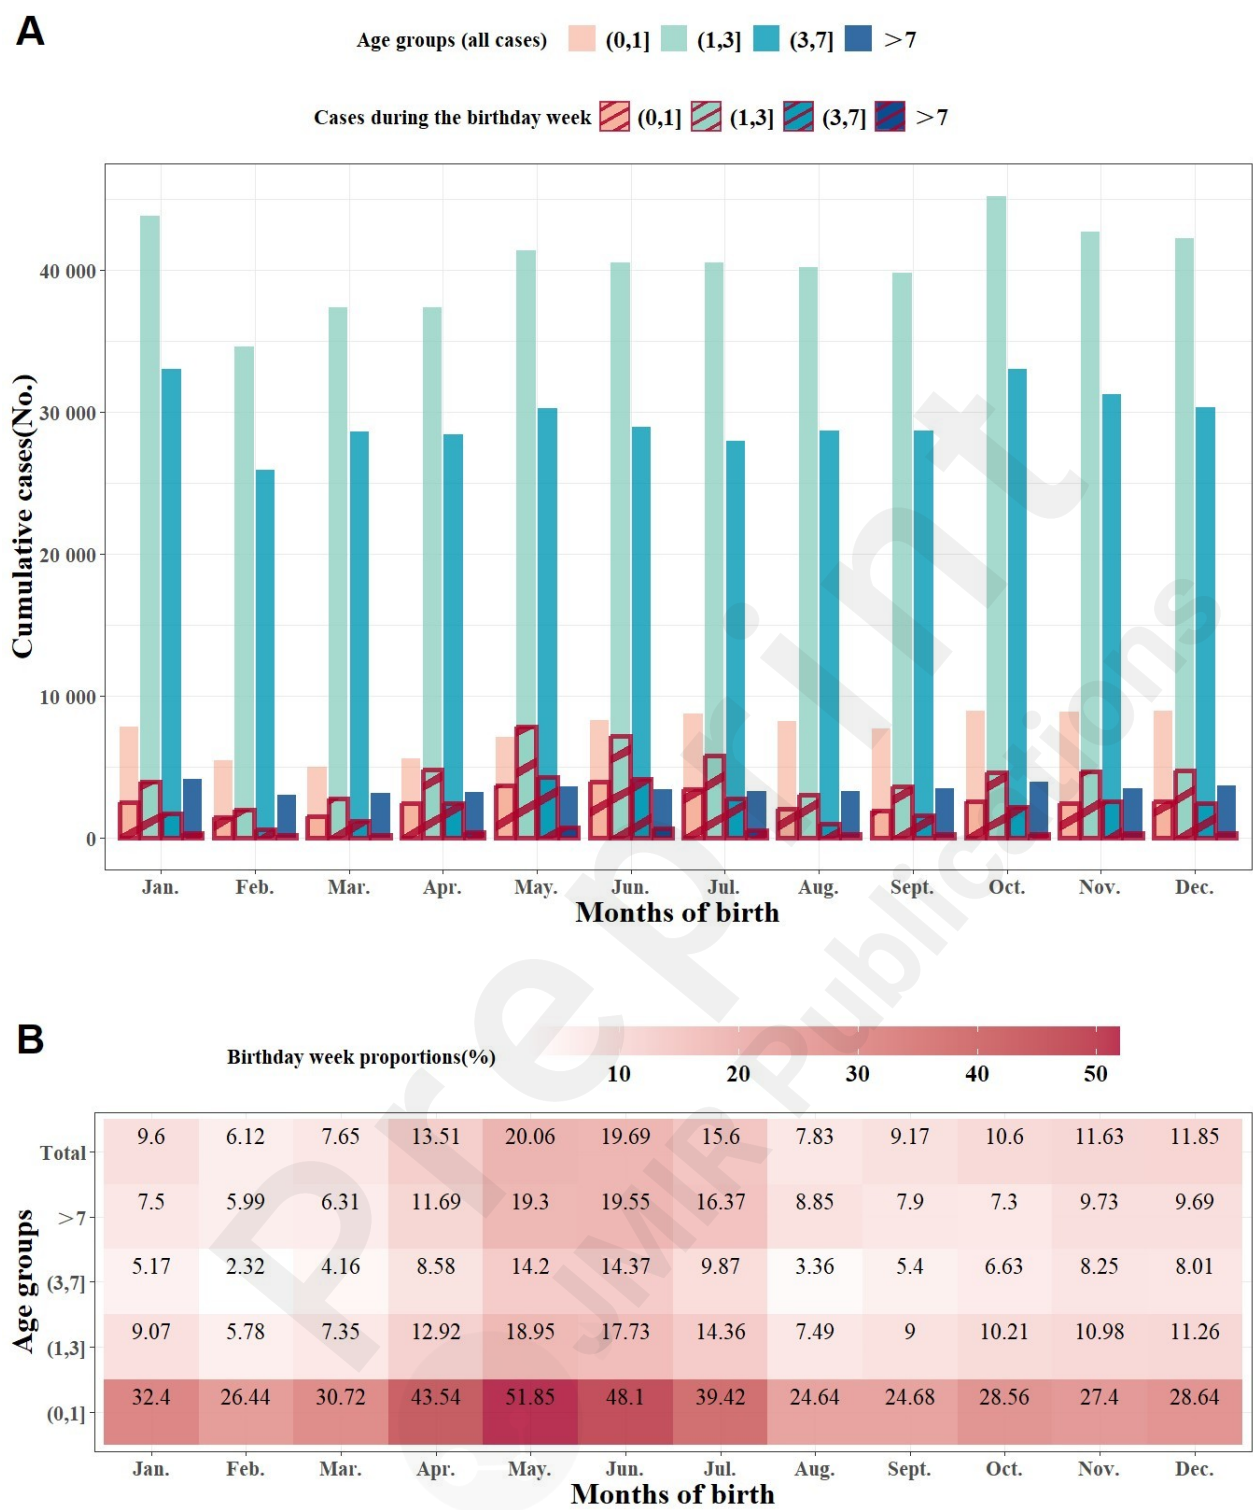 A
Age groups (all cases) (0,1] (1,3] (3,7] >7
Cases during the birthday week (0,1] (1,3] (3,7] >7
Cumulative cases(No.)
40 000
30 000
20 000
10 000
0
Jan. Feb. Mar. Apr. May. Jun. Jul. Aug. Sept. Oct. Nov. Dec.
Months of birth
Preprint
JMIR Publications
B
Birthday week proportions(%)
10 20 30 40 50
Age groups
Total 9.6 6.12 7.65 13.51 20.06 19.69 15.6 7.83 9.17 10.6 11.63 11.85
>7 7.5 5.99 6.31 11.69 19.3 19.55 16.37 8.85 7.9 7.3 9.73 9.69
(3,7] 5.17 2.32 4.16 8.58 14.2 14.37 9.87 3.36 5.4 6.63 8.25 8.01
(1,3] 9.07 5.78 7.35 12.92 18.95 17.73 14.36 7.49 9 10.21 10.98 11.26
(0,1] 32.4 26.44 30.72 43.54 51.85 48.1 39.42 24.64 24.68 28.56 27.4 28.64
Jan. Feb. Mar. Apr. May. Jun. Jul. Aug. Sept. Oct. Nov. Dec.
Months of birth